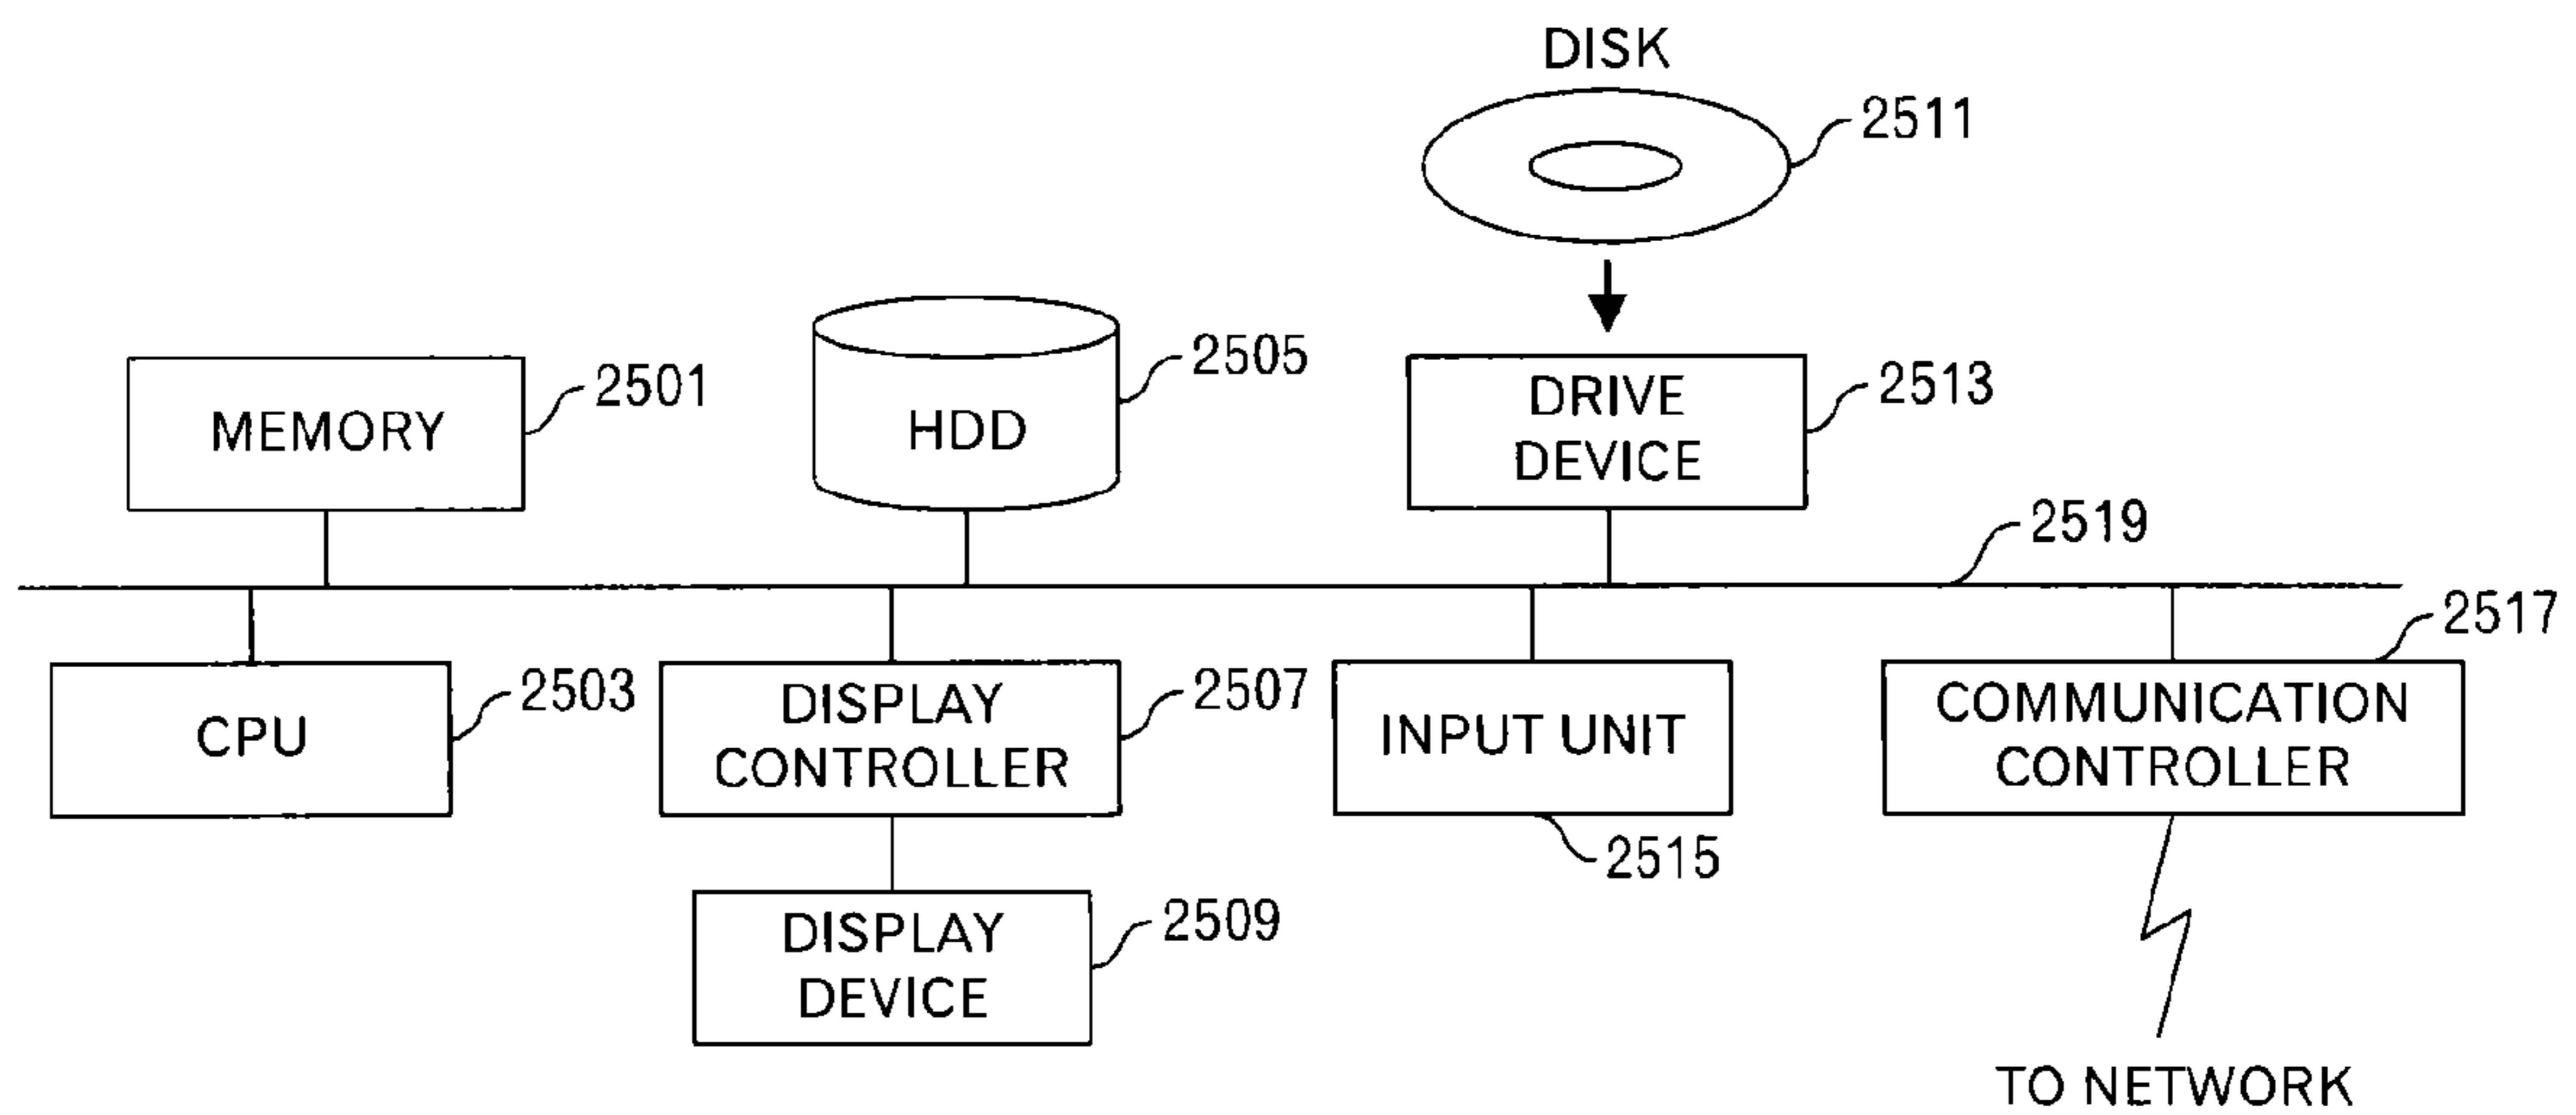 DISK
2511
2501
MEMORY
2505
HDD
2513
DRIVE
DEVICE
2519
2503
CPU
2507
DISPLAY
CONTROLLER
INPUT UNIT
2515
2517
COMMUNICATION
CONTROLLER
2509
DISPLAY
DEVICE
TO NETWORK